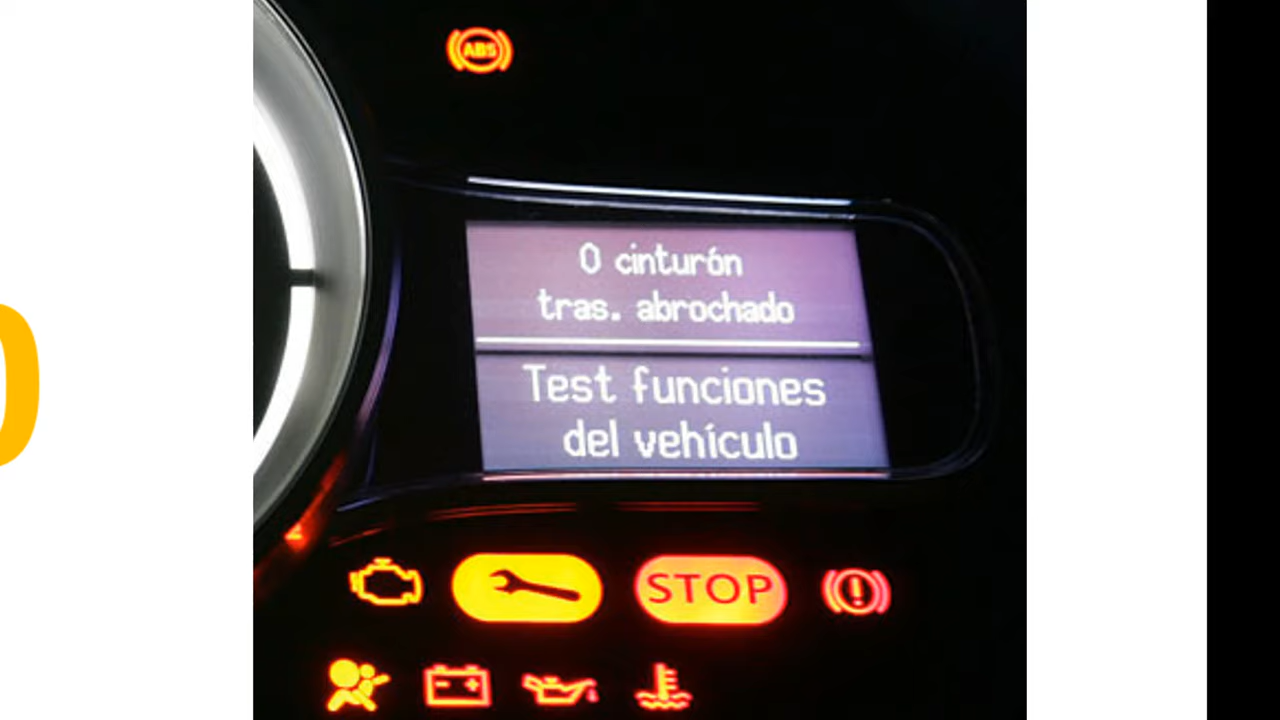 ABS
0 cinturón
tras. abrochado
Test funciones
del vehículo
STOP